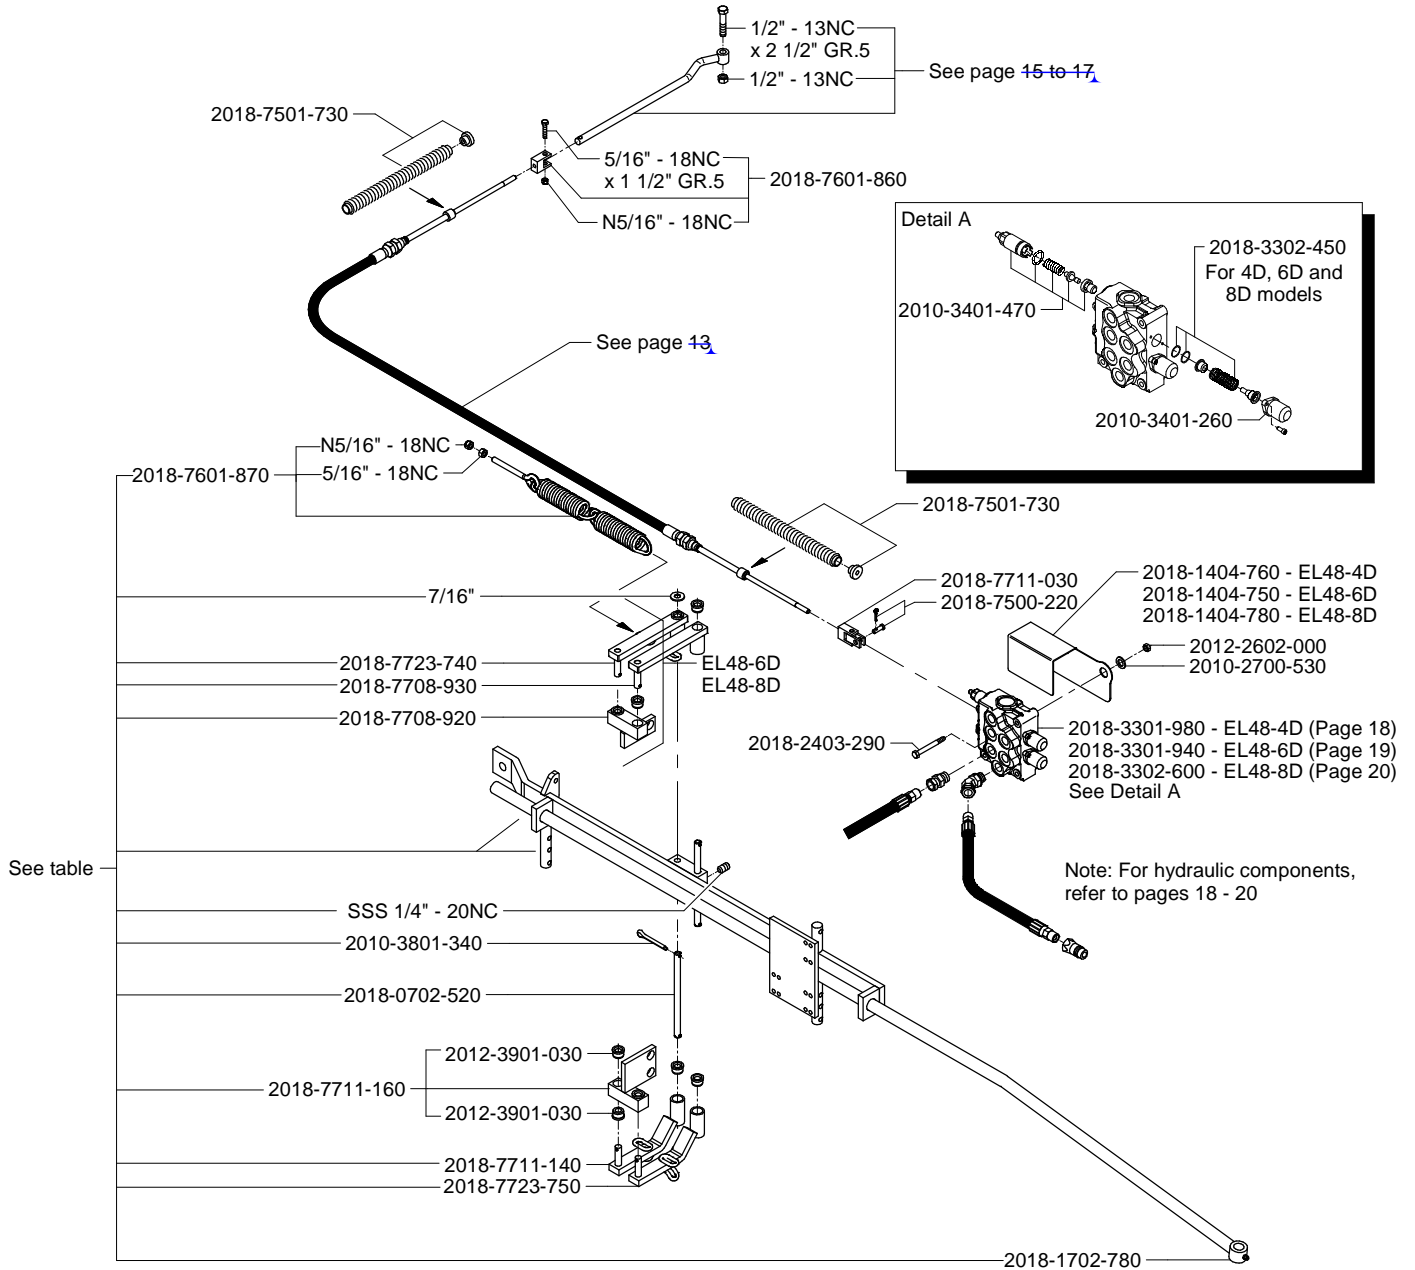 1/2" - 13NC
x 2 1/2" GR.5
1/2" - 13NC
See page 15 to 17
2018-7501-730
5/16" - 18NC
x 1 1/2" GR.5
2018-7601-860
N5/16" - 18NC
Detail A
2018-3302-450
For 4D, 6D and
8D models
2010-3401-470
2010-3401-260
See page 13
N5/16" - 18NC
2018-7601-870
5/16" - 18NC
2018-7501-730
7/16"
2018-7711-030
2018-7500-220
2018-1404-760 - EL48-4D
2018-1404-750 - EL48-6D
2018-1404-780 - EL48-8D
2012-2602-000
2010-2700-530
2018-7723-740
2018-7708-930
2018-7708-920
EL48-6D
EL48-8D
2018-2403-290
2018-3301-980 - EL48-4D (Page 18)
2018-3301-940 - EL48-6D (Page 19)
2018-3302-600 - EL48-8D (Page 20)
See Detail A
See table
Note: For hydraulic components,
refer to pages 18 - 20
SSS 1/4" - 20NC
2010-3801-340
2018-0702-520
2012-3901-030
2018-7711-160
2012-3901-030
2018-7711-140
2018-7723-750
2018-1702-780